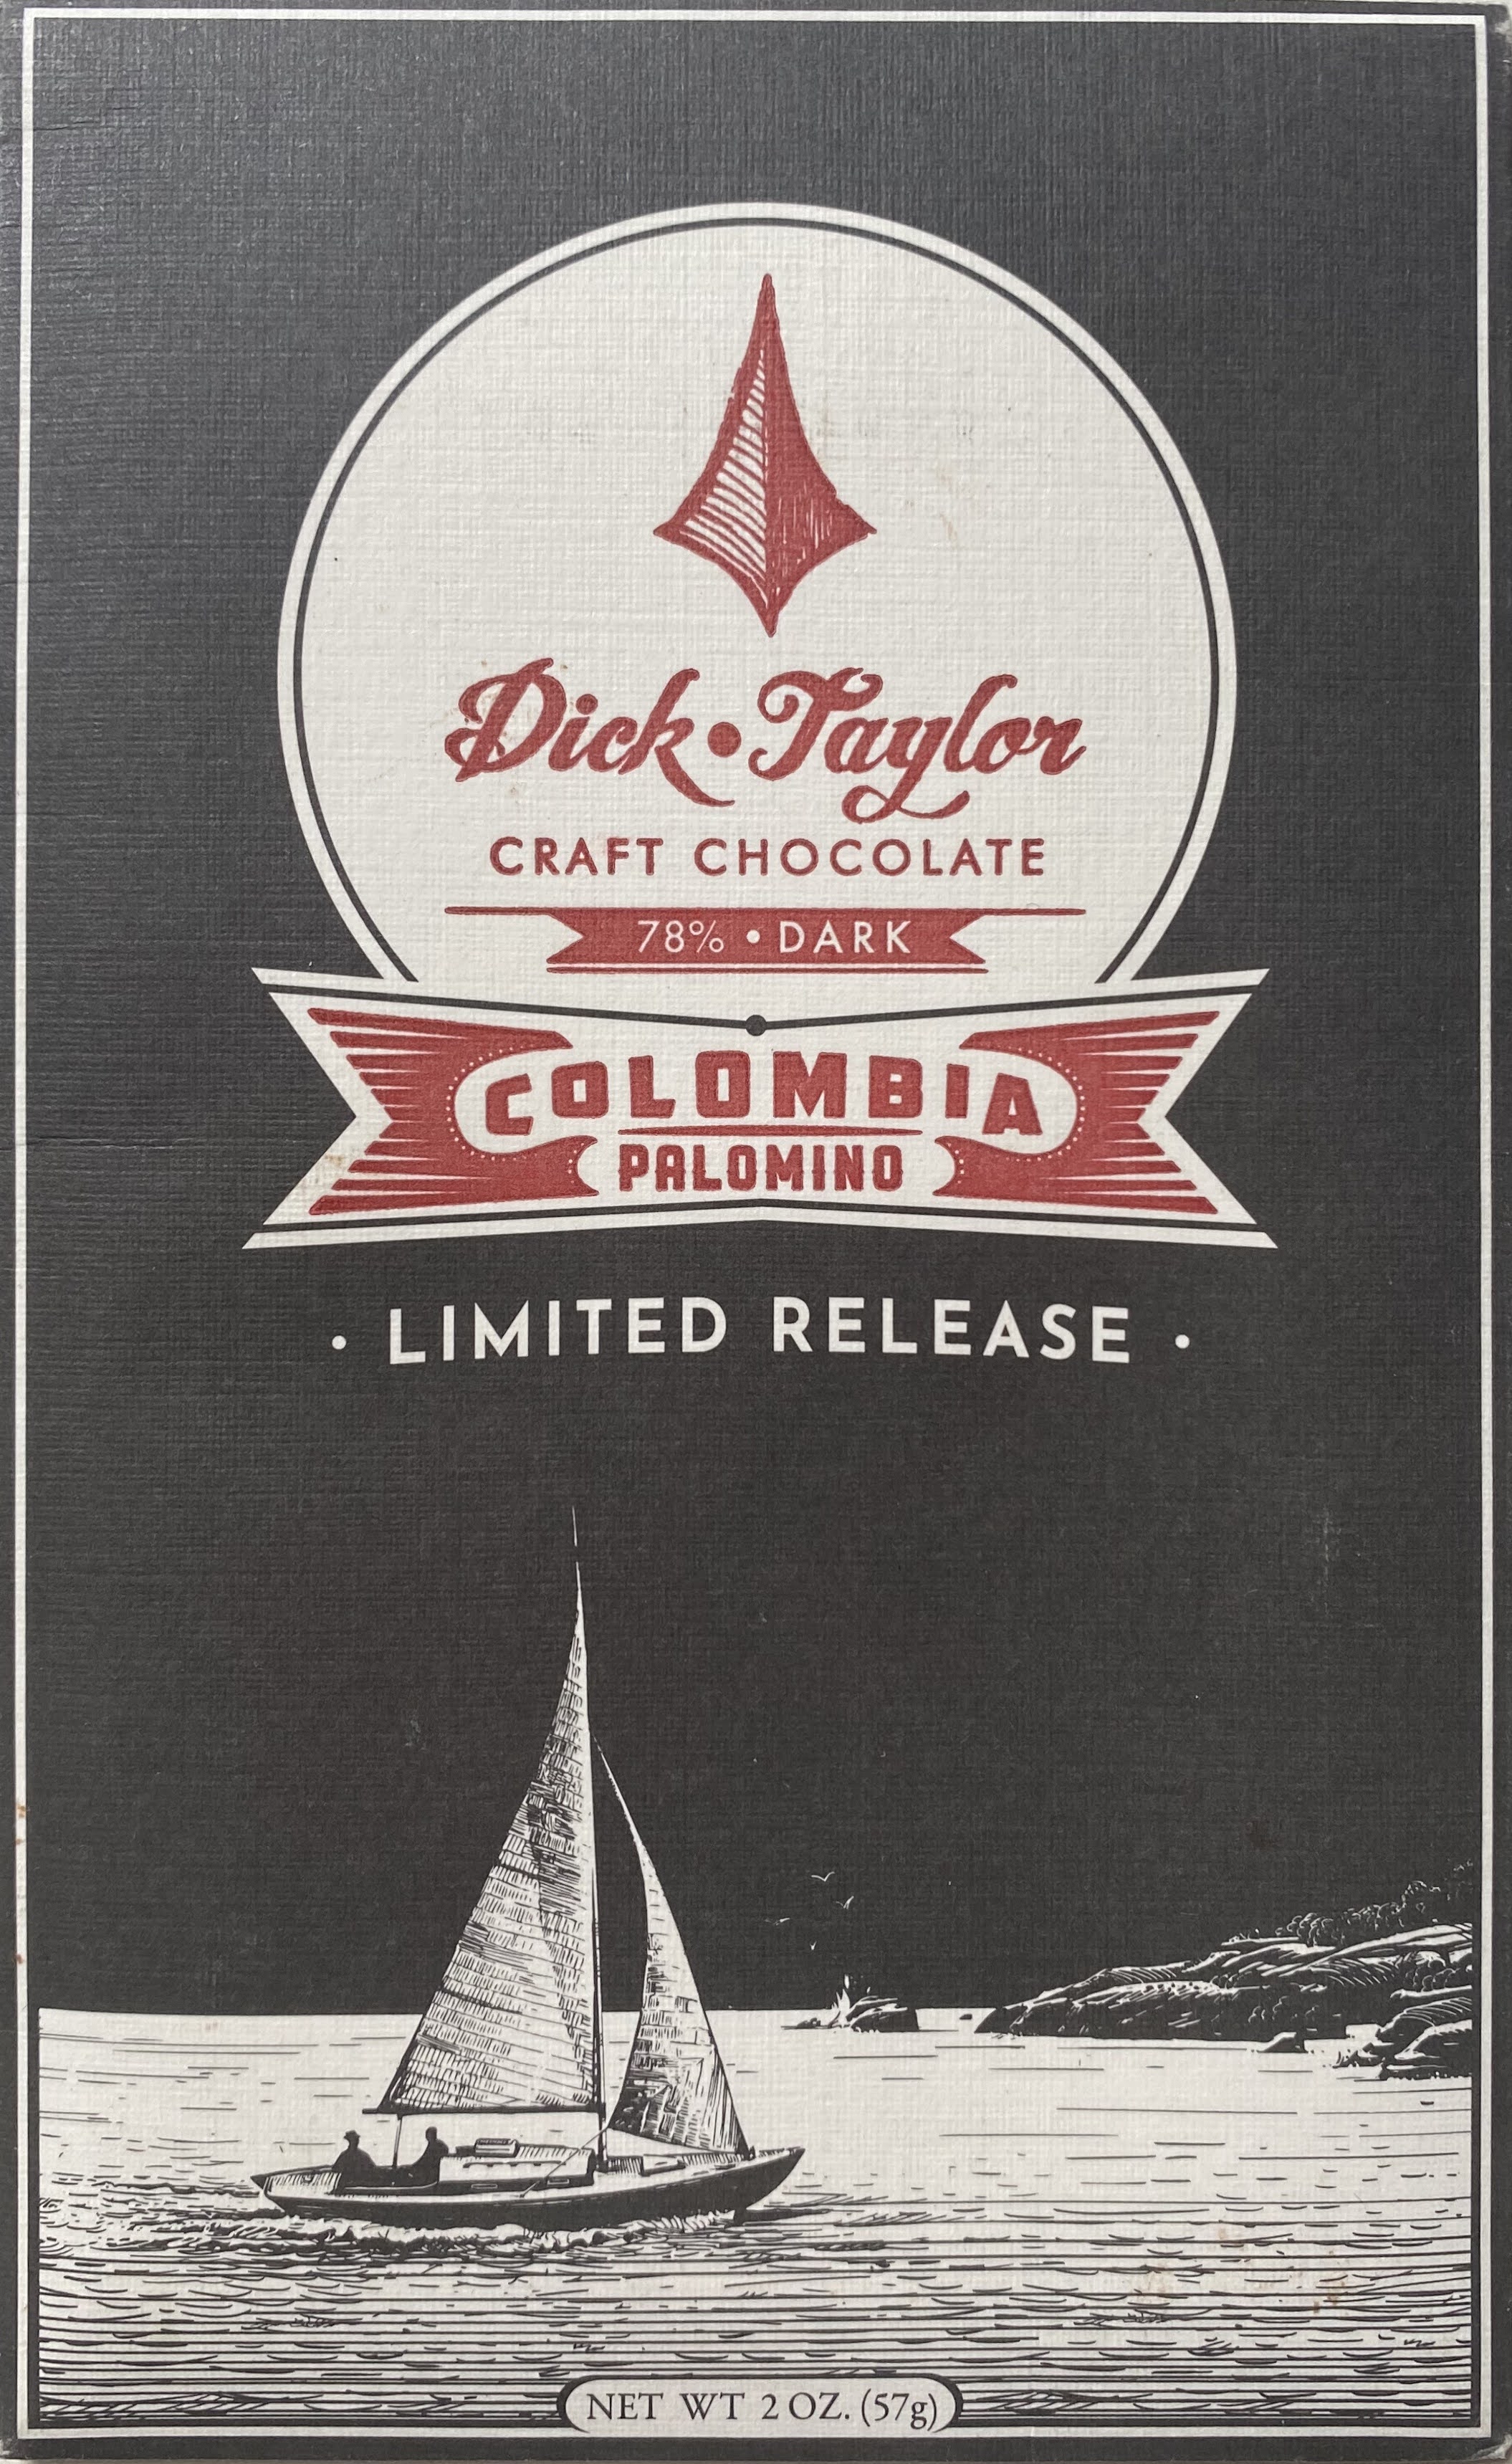 Dick • Taylor
CRAFT CHOCOLATE
78% • DARK
COLOMBIA
PALOMINO
• LIMITED RELEASE •
NET WT 2 OZ. (57g)